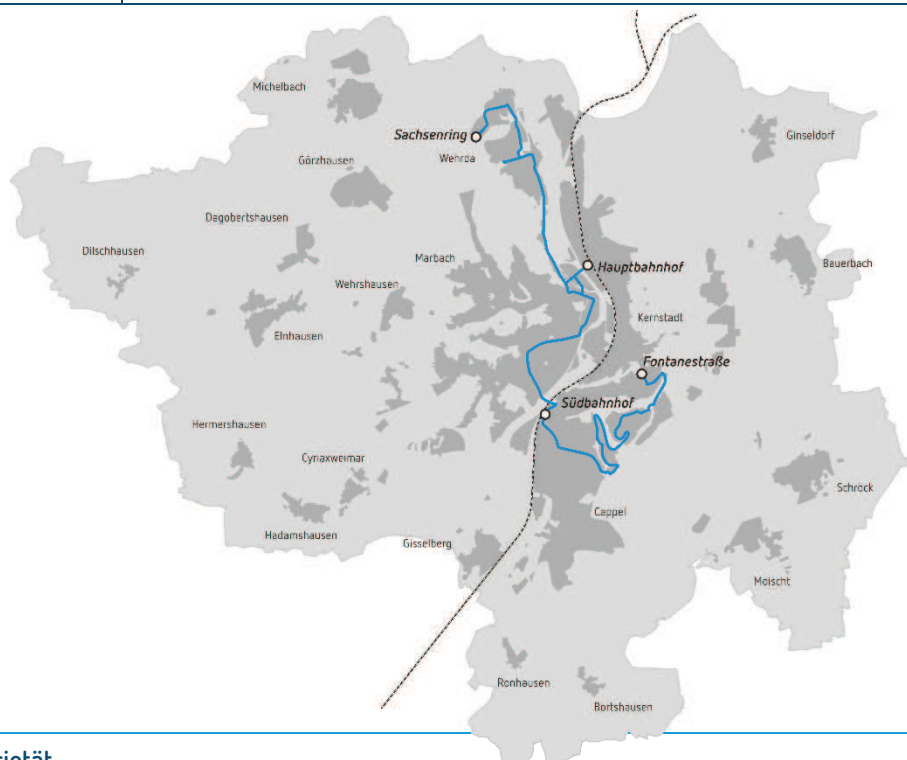 Michelbach
Sachsenring
Wehrda
Ginseldorf
Görzhausen
Dagobertshausen
Dilschhausen
Marbach
Bauerbach
Hauptbahnhof
Wehrshausen
Kernstadt
Elnhausen
Fontanestraße
Südbahnhof
Hermershausen
Cyriaxweimar
Schröck
Cappel
Hadamshausen
Gisselberg
Moischt
Ronhausen
Bortshausen